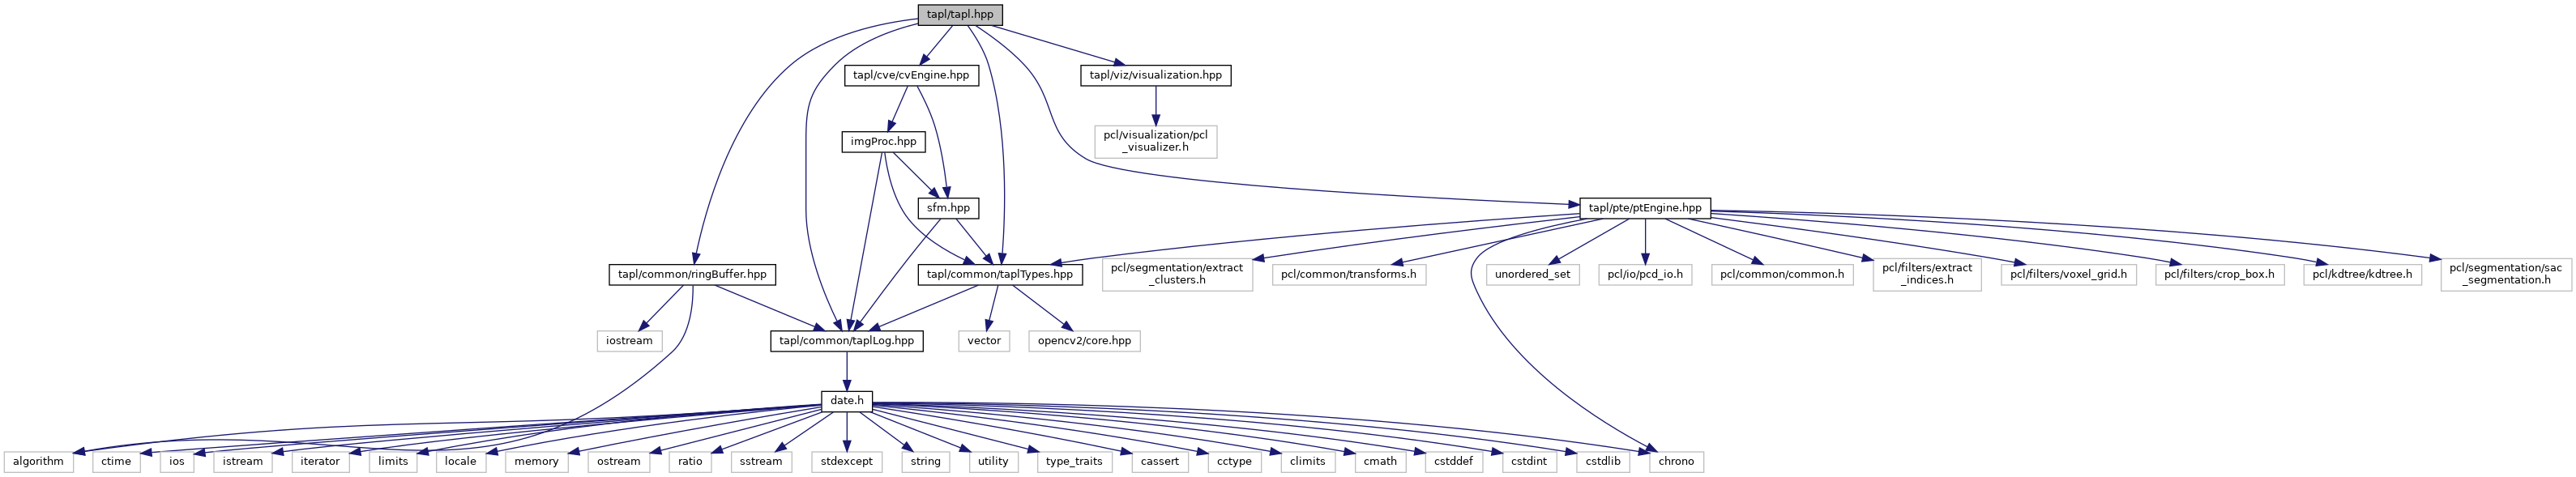 tapl/tapl.hpp
tapl/cve/cvEngine.hpp
tapl/viz/visualization.hpp
imgProc.hpp
pcl/visualization/pcl
_visualizer.h
sfm.hpp
tapl/pte/ptEngine.hpp
tapl/common/ringBuffer.hpp
tapl/common/taplTypes.hpp
pcl/segmentation/extract
_clusters.h
pcl/common/transforms.h
unordered_set
pcl/io/pcd_io.h
pcl/common/common.h
pcl/filters/extract
_indices.h
pcl/filters/voxel_grid.h
pcl/filters/crop_box.h
pcl/kdtree/kdtree.h
pcl/segmentation/sac
_segmentation.h
iostream
tapl/common/taplLog.hpp
vector
opencv2/core.hpp
date.h
algorithm
ctime
ios
istream
iterator
limits
locale
memory
ostream
ratio
sstream
stdexcept
string
utility
type_traits
cassert
cctype
climits
cmath
cstddef
cstdint
cstdlib
chrono